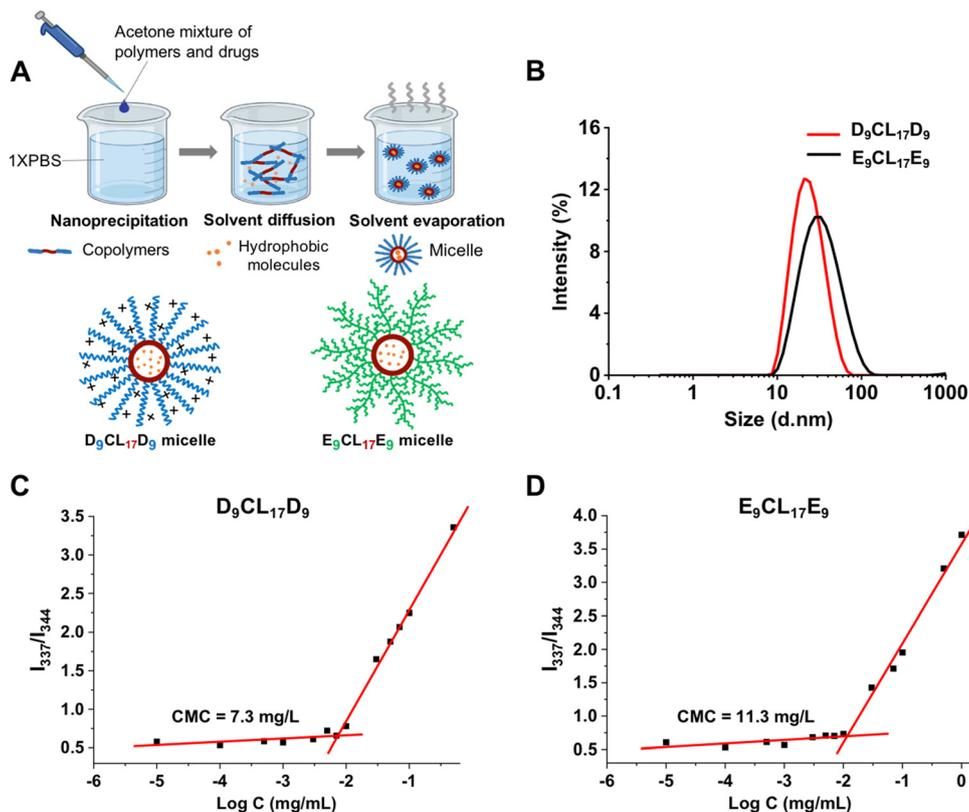 A
Acetone mixture of
polymers and drugs
1XPBS
Nanoprecipitation
Solvent diffusion
Solvent evaporation
Copolymers
Hydrophobic
molecules
Micelle
+ + + + + + + + + + + + + + + + + + + + + + + +
D₉CL₁₇D₉ micelle
E₉CL₁₇E₉ micelle
B
D₉CL₁₇D₉
E₉CL₁₇E₉
Intensity (%)
16
12
8
4
0
0.1 1 10 100 1000
Size (d.nm)
C
D₉CL₁₇D₉
I₃₃₇/I₃₄₄
3.5
3.0
2.5
2.0
1.5
1.0
0.5
CMC = 7.3 mg/L
-6 -5 -4 -3 -2 -1
Log C (mg/mL)
D
E₉CL₁₇E₉
I₃₃₇/I₃₄₄
4.0
3.5
3.0
2.5
2.0
1.5
1.0
0.5
CMC = 11.3 mg/L
-6 -5 -4 -3 -2 -1 0
Log C (mg/mL)